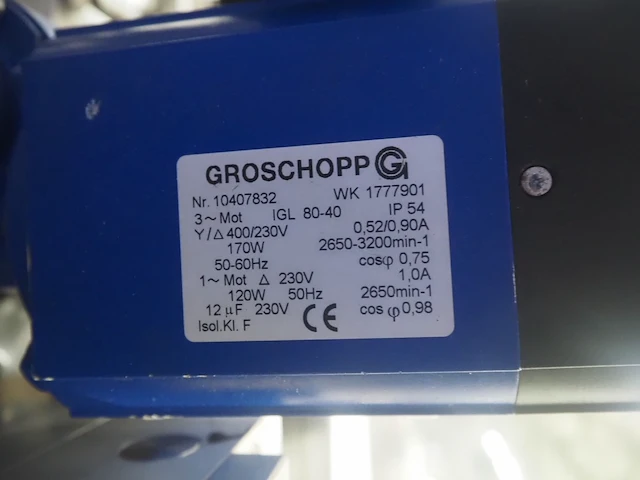 GROSCHOPP G
Nr. 10407832 WK 1777901
3~ Mot IGL 80-40 IP 54
Y/Δ 400/230V 0,52/0,90A
170W 2650-3200min-1
50-60Hz cosφ 0,75
1~ Mot Δ 230V 1,0A
120W 50Hz 2650min-1
12 µF 230V cos φ 0,98
Isol.Kl. F CE